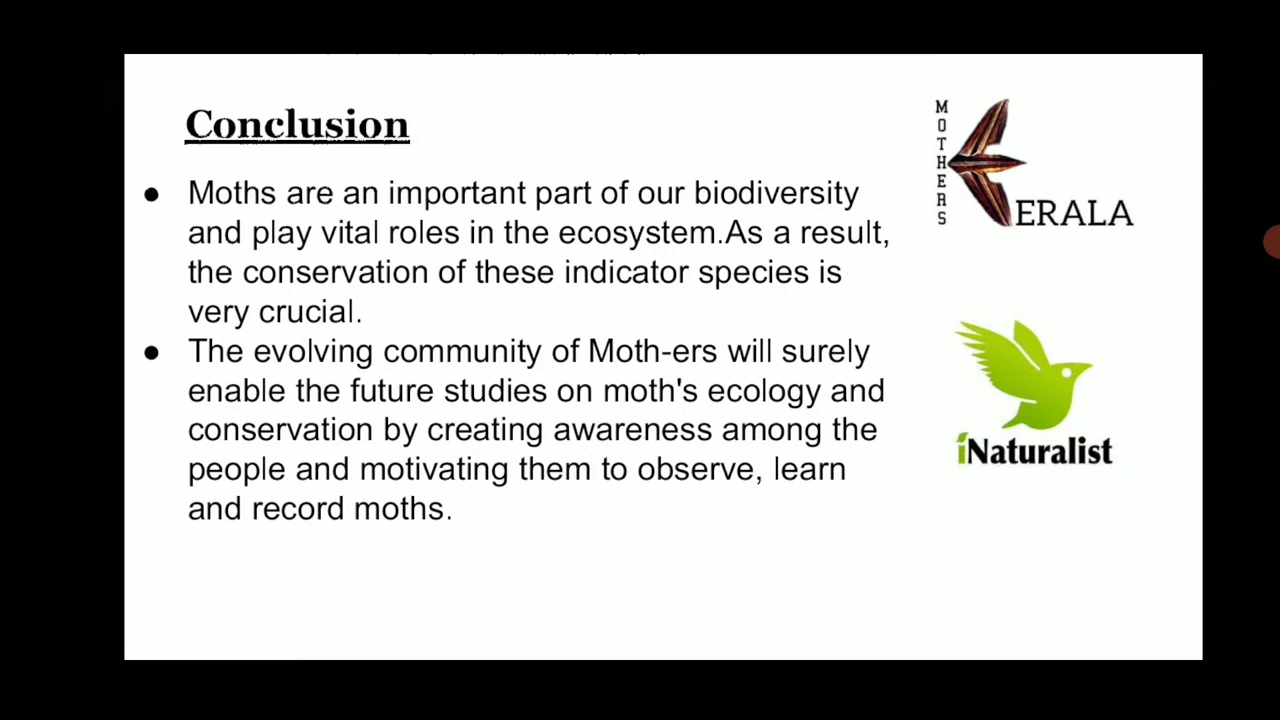 Conclusion
● Moths are an important part of our biodiversity
and play vital roles in the ecosystem.As a result,
the conservation of these indicator species is
very crucial.
● The evolving community of Moth-ers will surely
enable the future studies on moth's ecology and
conservation by creating awareness among the
people and motivating them to observe, learn
and record moths.
MOTHERS
ERALA
iNaturalist